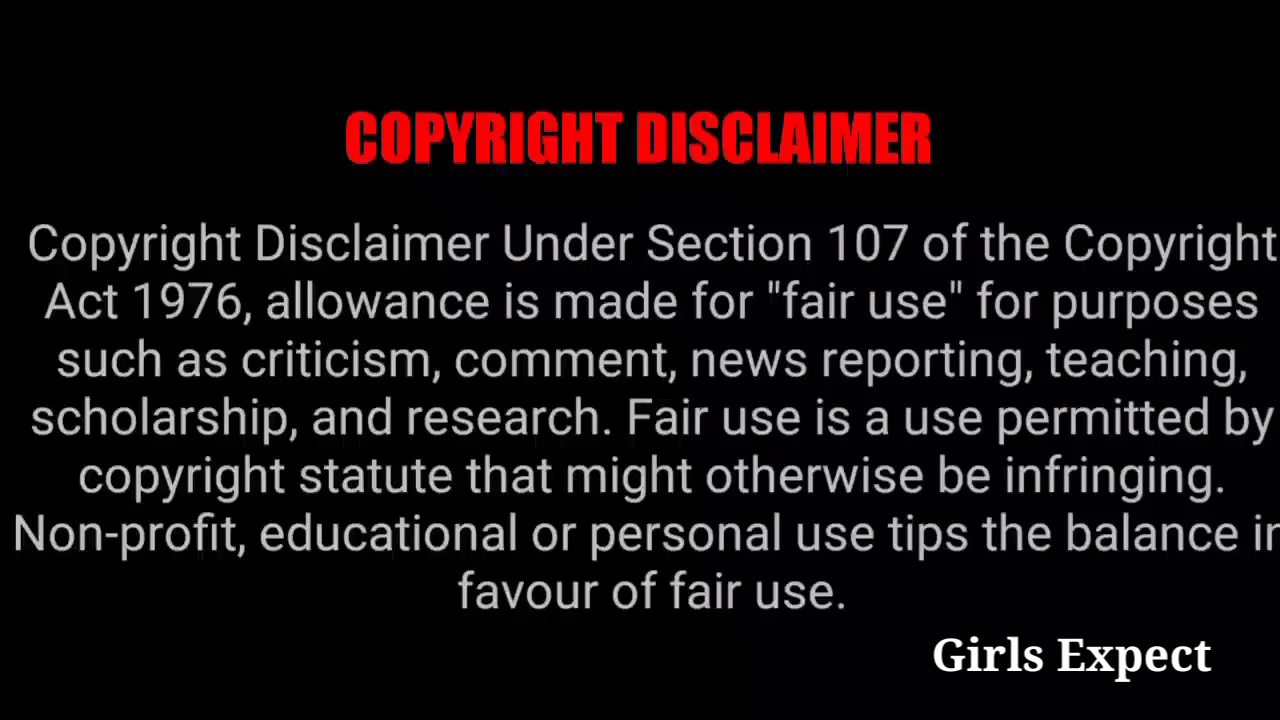 COPYRIGHT DISCLAIMER
Copyright Disclaimer Under Section 107 of the Copyright
Act 1976, allowance is made for "fair use" for purposes
such as criticism, comment, news reporting, teaching,
scholarship, and research. Fair use is a use permitted by
copyright statute that might otherwise be infringing.
Non-profit, educational or personal use tips the balance in
favour of fair use.
Girls Expect